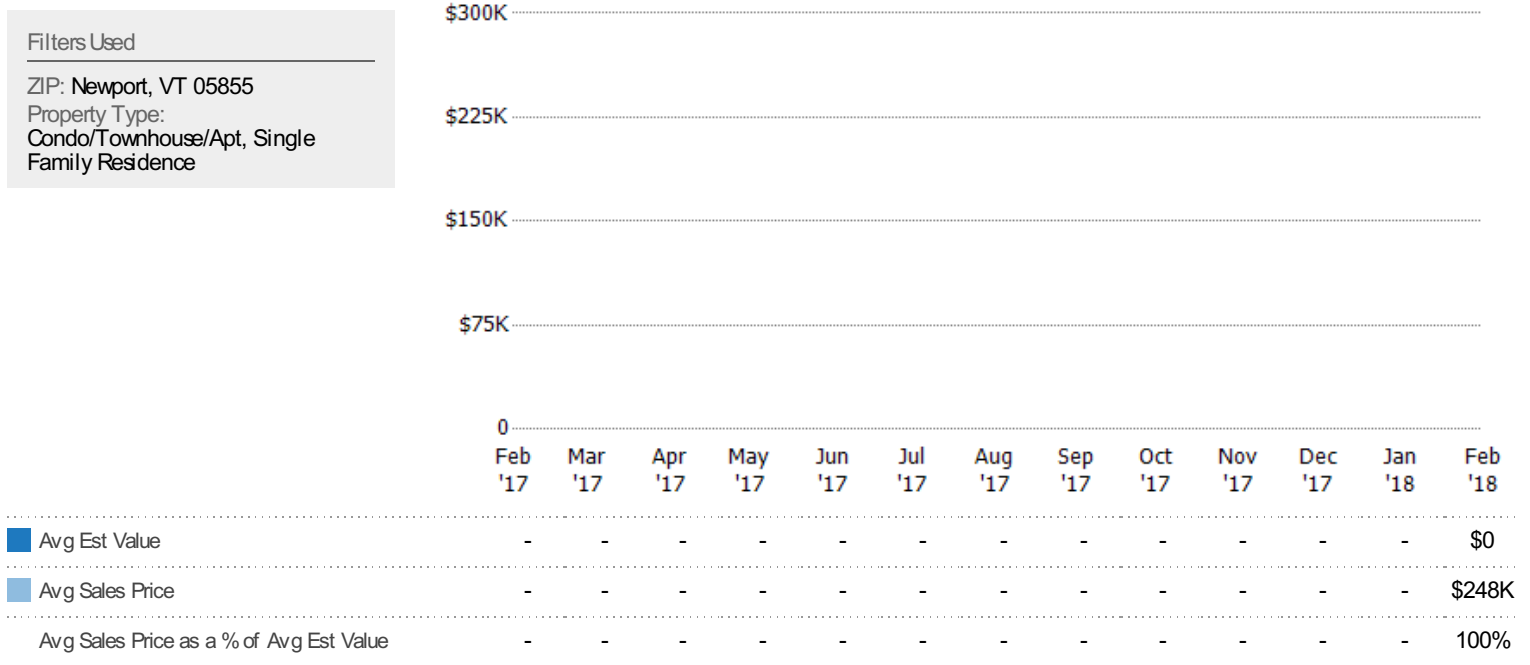 Filters Used
ZIP: Newport, VT 05855
Property Type:
Condo/Townhouse/Apt, Single
Family Residence
$300K
$225K
$150K
$75K
0
Feb Mar Apr May Jun Jul Aug Sep Oct Nov Dec Jan Feb
'17 '17 '17 '17 '17 '17 '17 '17 '17 '17 '17 '18 '18
Avg Est Value - - - - - - - - - - - - $0
Avg Sales Price - - - - - - - - - - - - $248K
Avg Sales Price as a % of Avg Est Value - - - - - - - - - - - - 100%